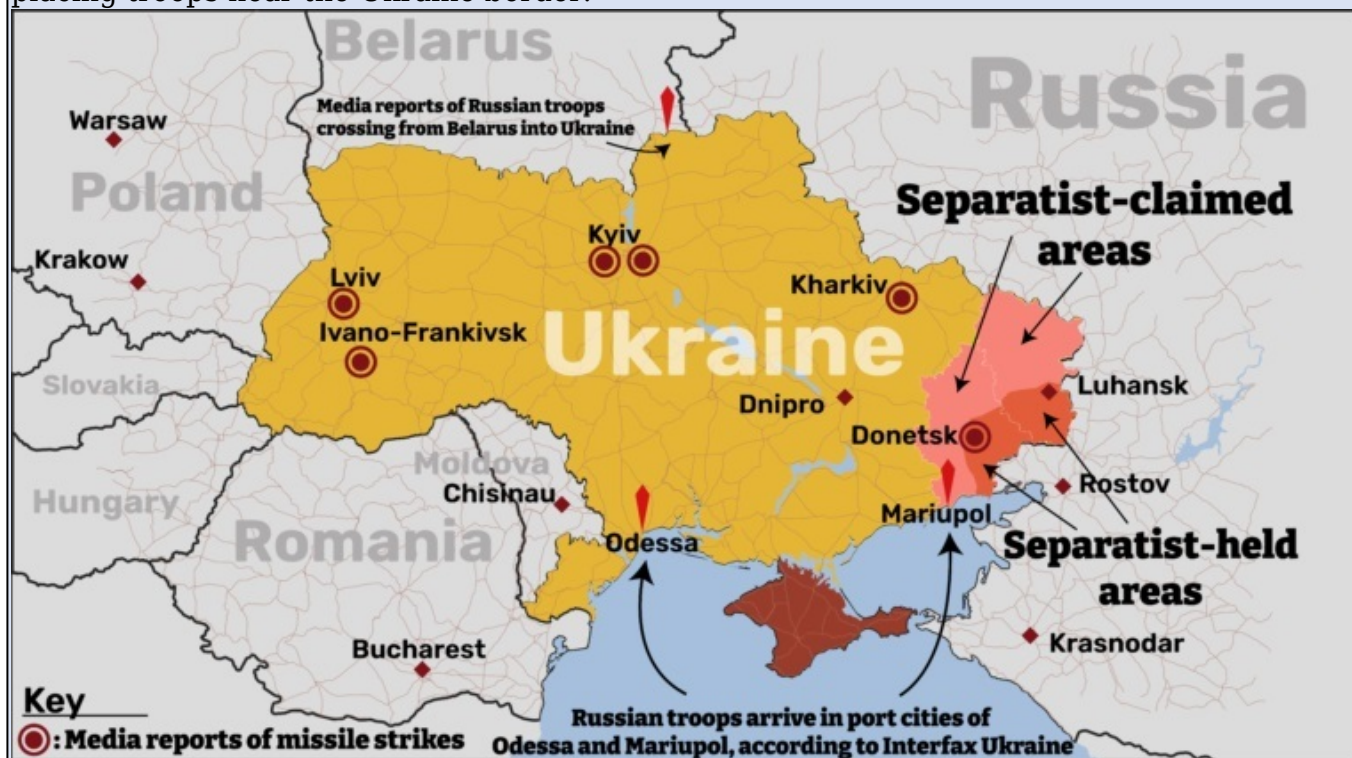 placing troops near the Ukraine border.
Belarus
Russia
Media reports of Russian troops
crossing from Belarus into Ukraine
Warsaw
Poland
Separatist-claimed
areas
Kyiv
Krakow
Lviv
Kharkiv
Ivano-Frankivsk
Ukraine
Slovakia
Luhansk
Dnipro
Donetsk
Moldova
Chisinau
Rostov
Hungary
Mariupol
Romania
Odessa
Separatist-held
areas
Krasnodar
Bucharest
Key
: Media reports of missile strikes
Russian troops arrive in port cities of
Odessa and Mariupol, according to Interfax Ukraine